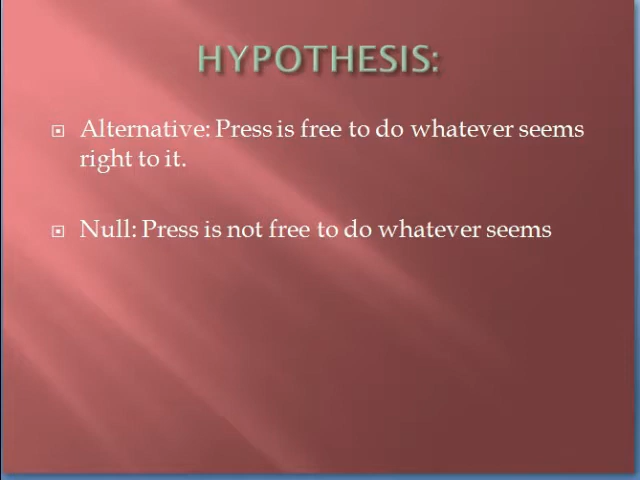 HYPOTHESIS:
Alternative: Press is free to do whatever seems
right to it.
Null: Press is not free to do whatever seems